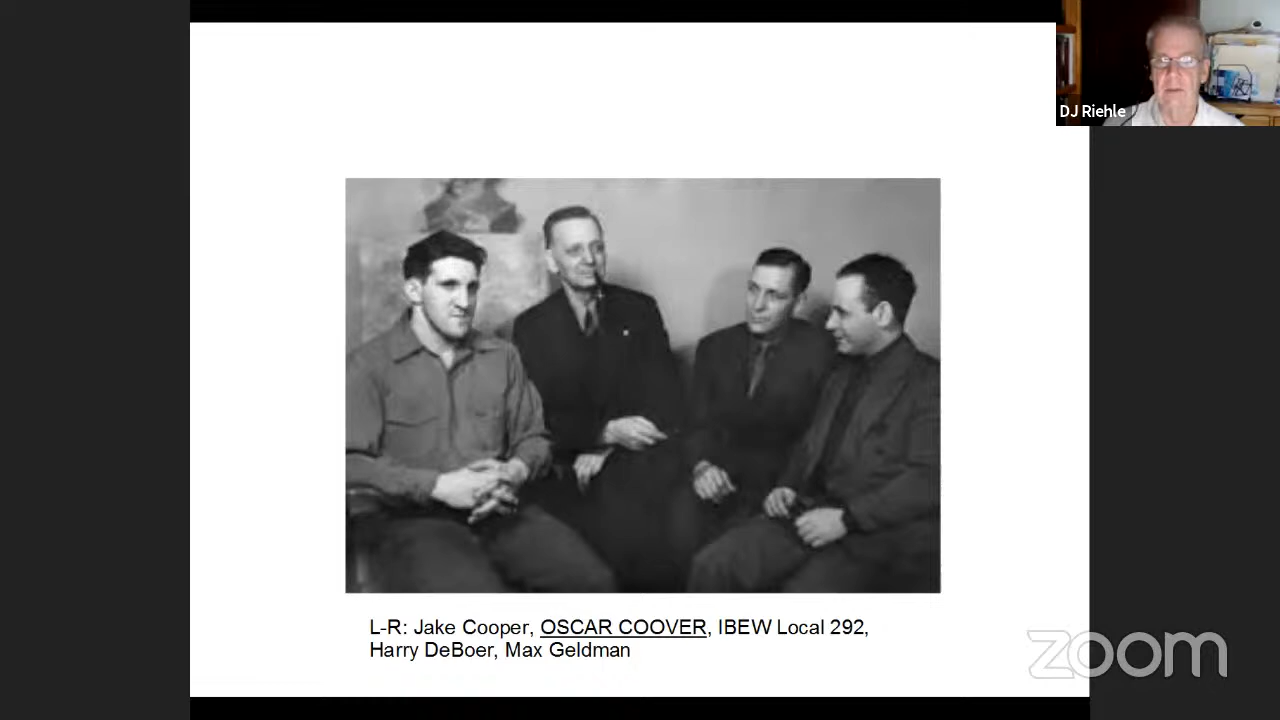 DJ Riehle
L-R: Jake Cooper, OSCAR COOVER, IBEW Local 292,
Harry DeBoer, Max Geldman
zoom